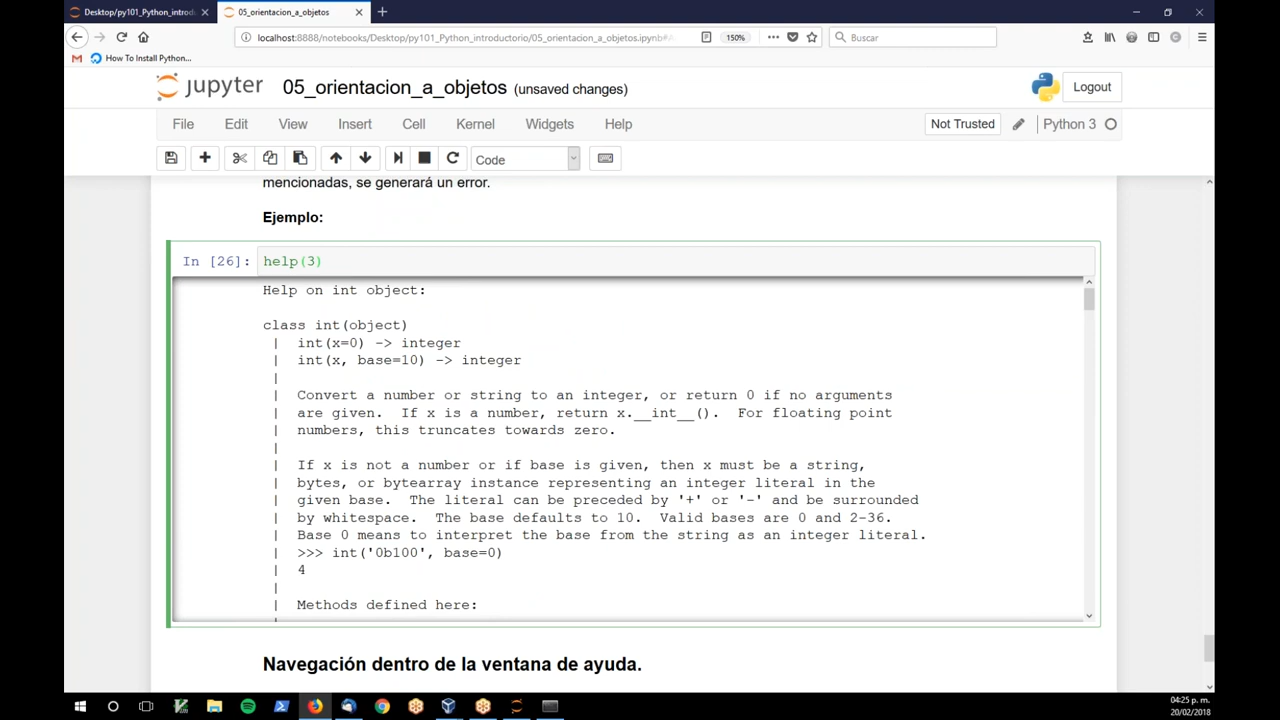 Desktop/py101_Python_introd
05_orientacion_a_objetos
localhost:8888/notebooks/Desktop/py101_Python_introductorio/05_orientacion_a_objetos.ipynb#A
150%
Buscar
How To Install Python...
jupyter
05_orientacion_a_objetos (unsaved changes)
Logout
File Edit View Insert Cell Kernel Widgets Help
Not Trusted
Python 3
Code
mencionadas, se generará un error.
Ejemplo:
In [26]: help(3)
Help on int object:
class int(object)
| int(x=0) -> integer
| int(x, base=10) -> integer
|
| Convert a number or string to an integer, or return 0 if no arguments
| are given. If x is a number, return x.__int__(). For floating point
| numbers, this truncates towards zero.
|
| If x is not a number or if base is given, then x must be a string,
| bytes, or bytearray instance representing an integer literal in the
| given base. The literal can be preceded by '+' or '-' and be surrounded
| by whitespace. The base defaults to 10. Valid bases are 0 and 2-36.
| Base 0 means to interpret the base from the string as an integer literal.
| >>> int('0b100', base=0)
| 4
|
| Methods defined here:
Navegación dentro de la ventana de ayuda.
04:25 p. m.
20/02/2018